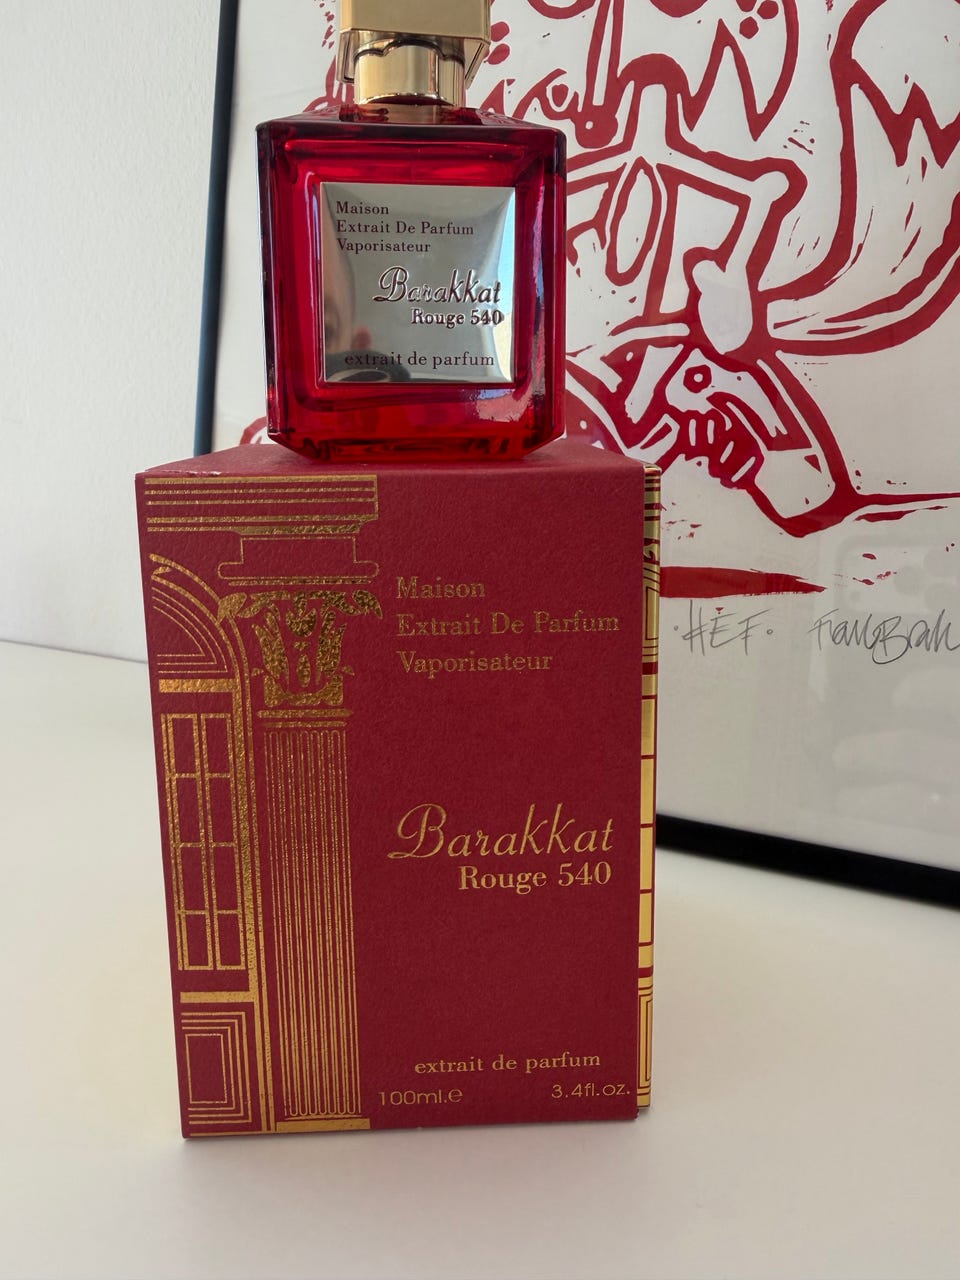 Maison
Extrait De Parfum
Vaporisateur
Barakkat
Rouge 540
extrait de parfum
Maison
Extrait De Parfum
Vaporisateur
Barakkat
Rouge 540
extrait de parfum
100ml.e 3.4fl.oz.
·HEF·